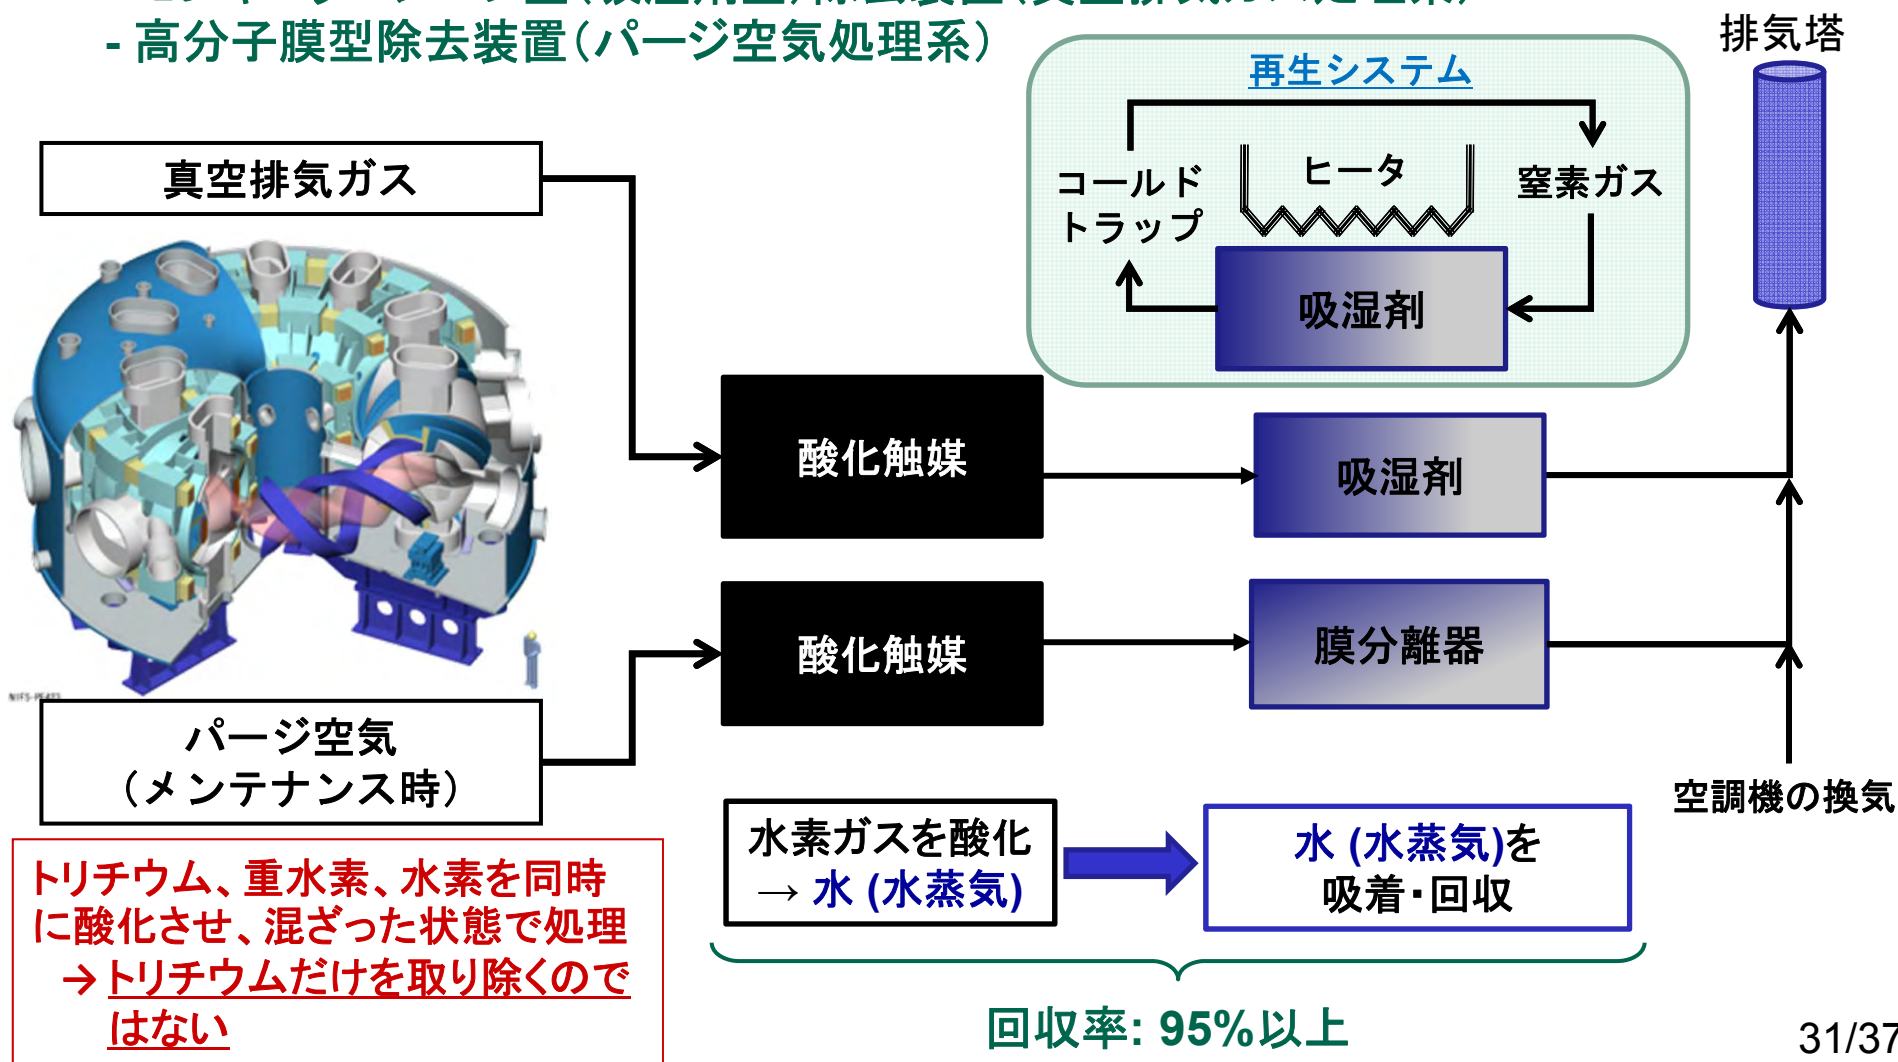 - 高分子膜型除去装置(パージ空気処理系)
排気塔
再生システム
真空排気ガス
コールド
トラップ
ヒータ
窒素ガス
吸湿剤
酸化触媒
吸湿剤
酸化触媒
膜分離器
パージ空気
(メンテナンス時)
空調機の換気
水素ガスを酸化
→ 水 (水蒸気)
水 (水蒸気)を
吸着・回収
トリチウム、重水素、水素を同時
に酸化させ、混ざった状態で処理
→トリチウムだけを取り除くので
はない
回収率: 95%以上
31/37